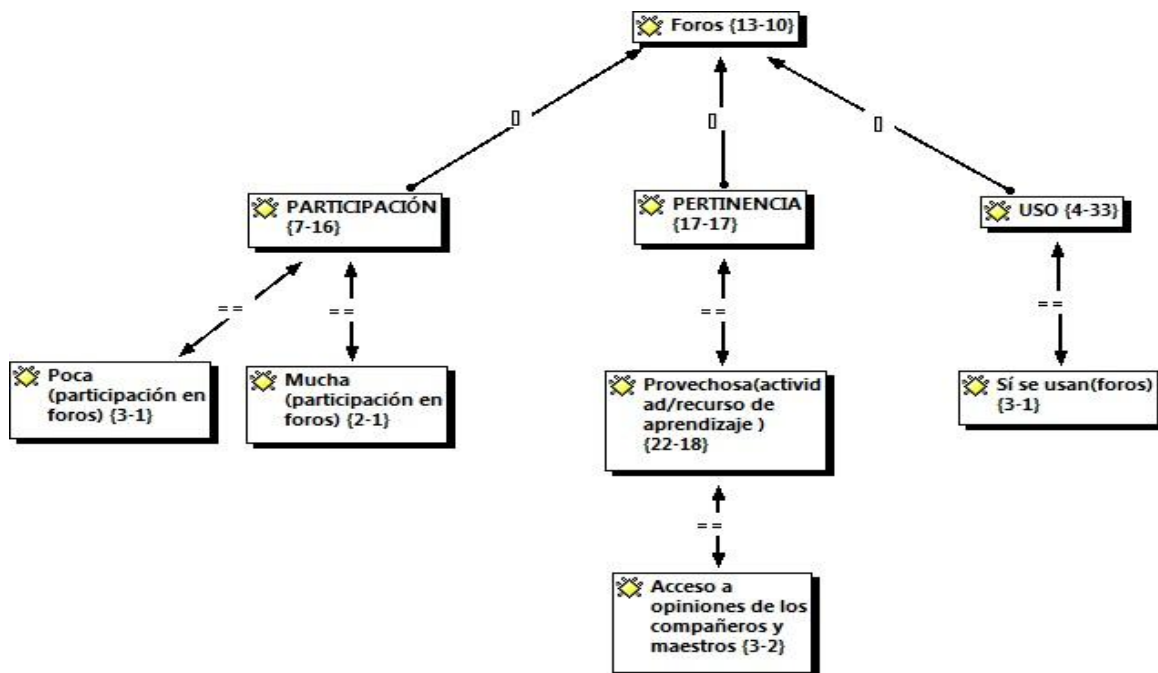 Foros {13-10}
[]
[]
[]
PARTICIPACIÓN
{7-16}
PERTINENCIA
{17-17}
USO {4-33}
= =
= =
= =
= =
Poca
(participación en
foros) {3-1}
Mucha
(participación en
foros) {2-1}
Provechosa(activid
ad/recurso de
aprendizaje )
{22-18}
Sí se usan(foros)
{3-1}
= =
Acceso a
opiniones de los
compañeros y
maestros {3-2}